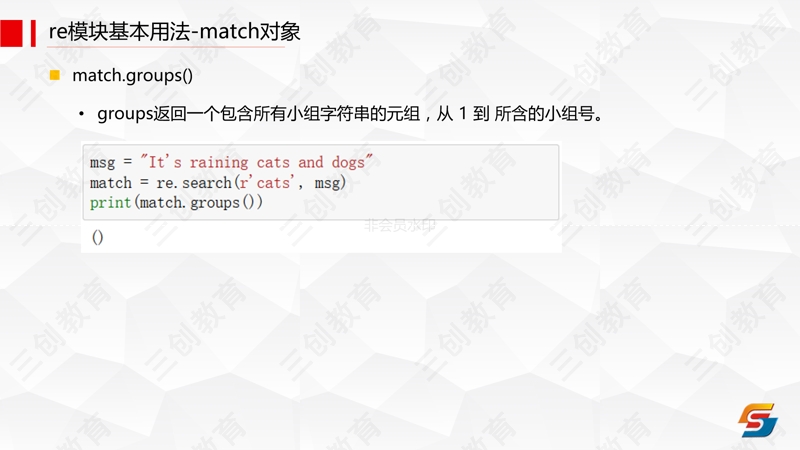 re模块基本用法-match对象
match.groups()
• groups返回一个包含所有小组字符串的元组，从 1 到 所含的小组号。
msg = "It's raining cats and dogs"
match = re.search(r'cats', msg)
print(match.groups())
非会员水印
()
三创教育